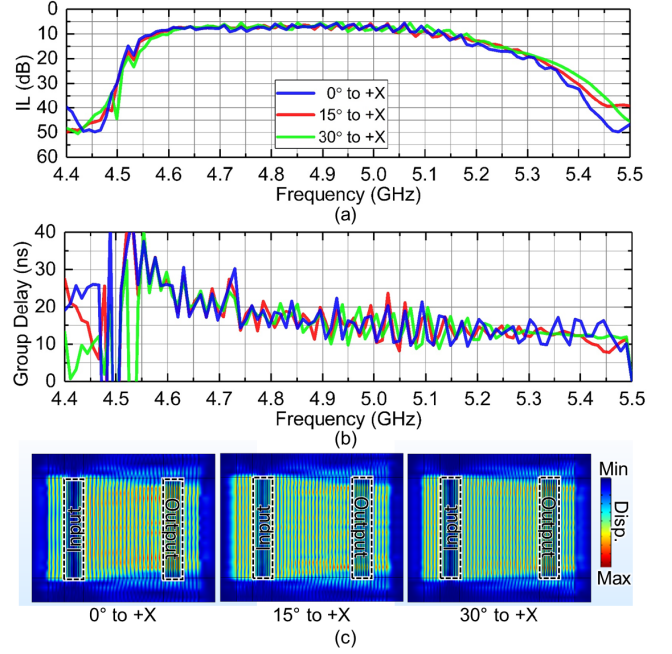 0
10
20
30
40
50
60
IL (dB)
0° to +X
15° to +X
30° to +X
4.4 4.5 4.6 4.7 4.8 4.9 5.0 5.1 5.2 5.3 5.4 5.5
Frequency (GHz)
(a)
40
30
20
10
0
Group Delay (ns)
4.4 4.5 4.6 4.7 4.8 4.9 5.0 5.1 5.2 5.3 5.4 5.5
Frequency (GHz)
(b)
Input
Output
Input
Output
Input
Output
Min
Disp.
Max
0° to +X
15° to +X
30° to +X
(c)